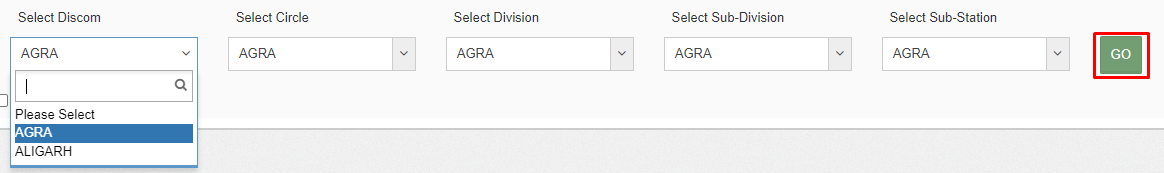 Select Discom Select Circle Select Division Select Sub-Division Select Sub-Station
AGRA AGRA AGRA AGRA AGRA GO
Please Select
AGRA
ALIGARH